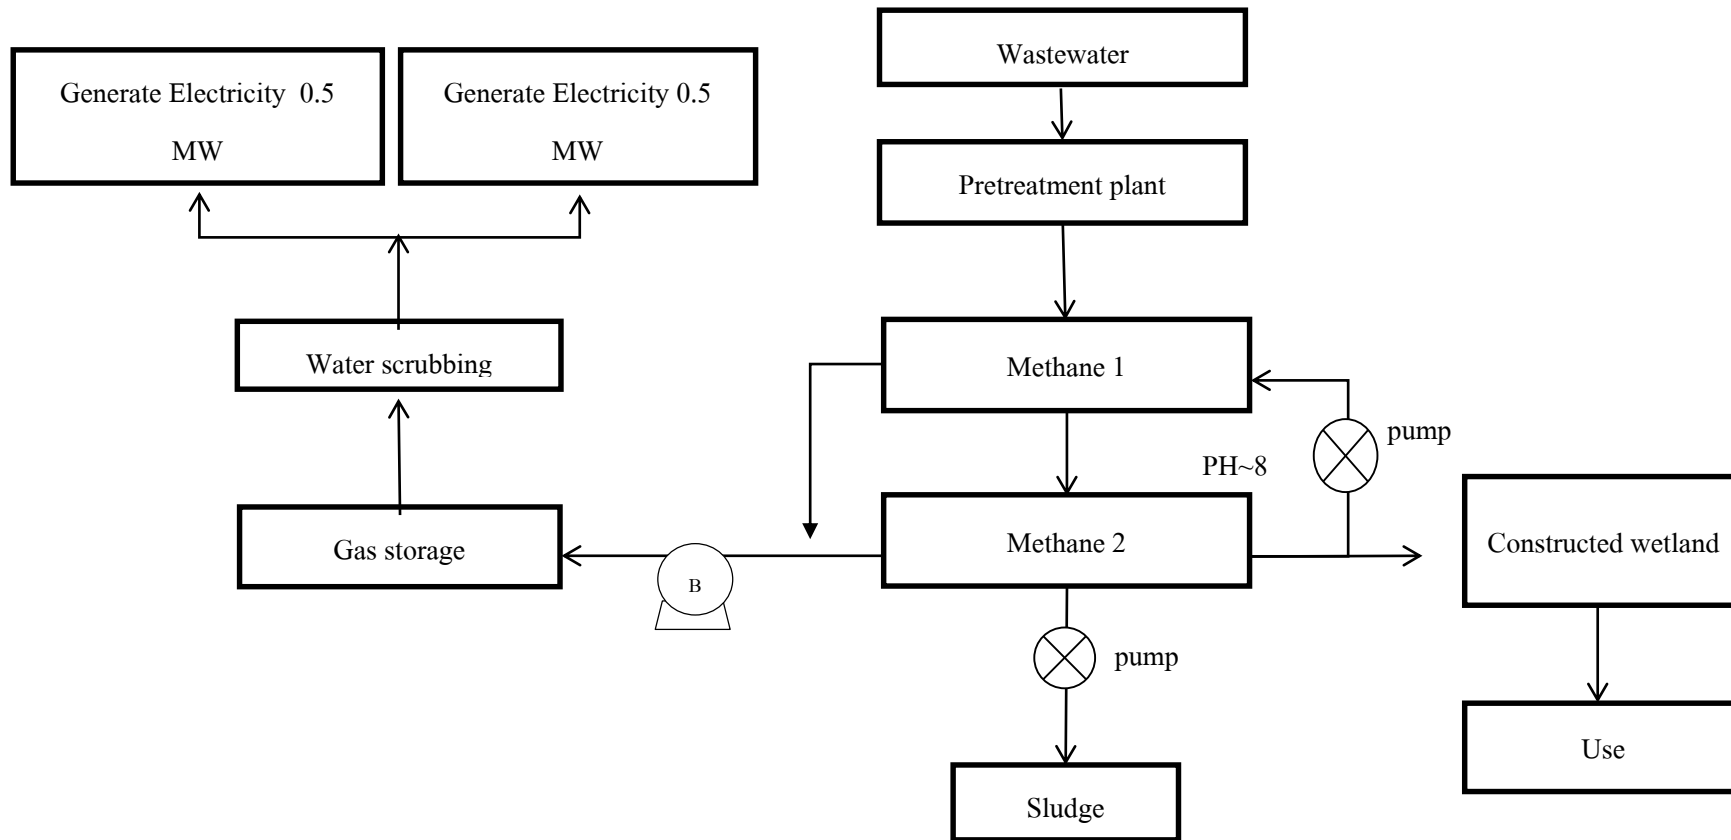 Wastewater
Generate Electricity 0.5
MW
Generate Electricity 0.5
MW
Pretreatment plant
Water scrubbing
Methane 1
pump
PH~8
Gas storage
Methane 2
Constructed wetland
B
pump
Use
Sludge